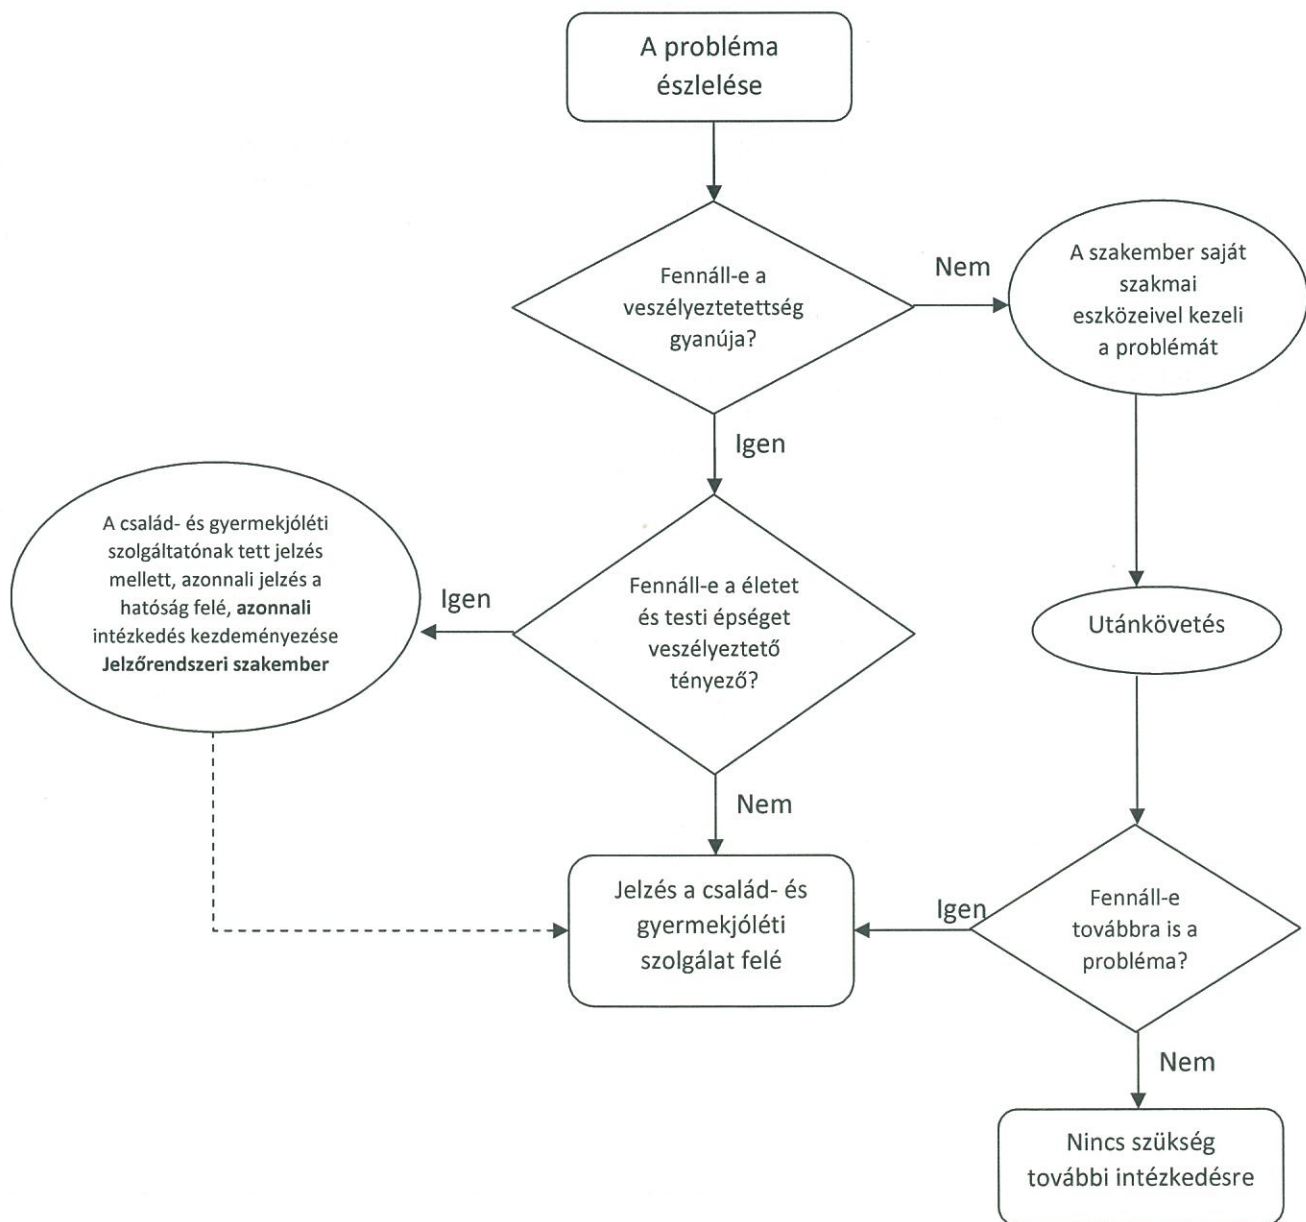 A probléma
észlelése
Fennáll-e a
veszélyeztetettség
gyanúja?
Nem
A szakember saját
szakmai
eszközeivel kezeli
a problémát
Igen
A család- és gyermekjóléti
szolgáltatónak tett jelzés
mellett, azonnali jelzés a
hatóság felé, azonnali
intézkedés kezdeményezése
Jelzőrendszeri szakember
Igen
Fennáll-e a életet
és testi épséget
veszélyeztető
tényező?
Utánkövetés
Nem
Jelzés a család- és
gyermekjóléti
szolgálat felé
Igen
Fennáll-e
továbbra is a
probléma?
Nem
Nincs szükség
további intézkedésre